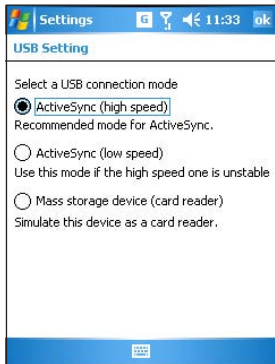 Settings G 11:33 ok
USB Setting
Select a USB connection mode
ActiveSync (high speed)
Recommended mode for ActiveSync.
ActiveSync (low speed)
Use this mode if the high speed one is unstable
Mass storage device (card reader)
Simulate this device as a card reader.